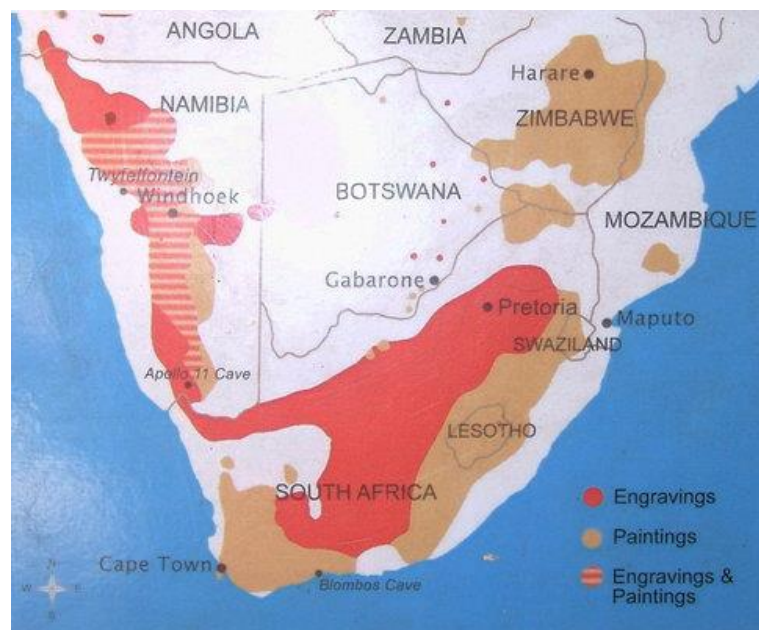 ANGOLA
ZAMBIA
Harare
NAMIBIA
ZIMBABWE
Twyfelfontein
Windhoek
BOTSWANA
MOZAMBIQUE
Gabarone
Pretoria
Maputo
SWAZILAND
Apollo 11 Cave
LESOTHO
SOUTH AFRICA
Engravings
Paintings
Cape Town
Blombos Cave
Engravings &
Paintings
N
W E
S